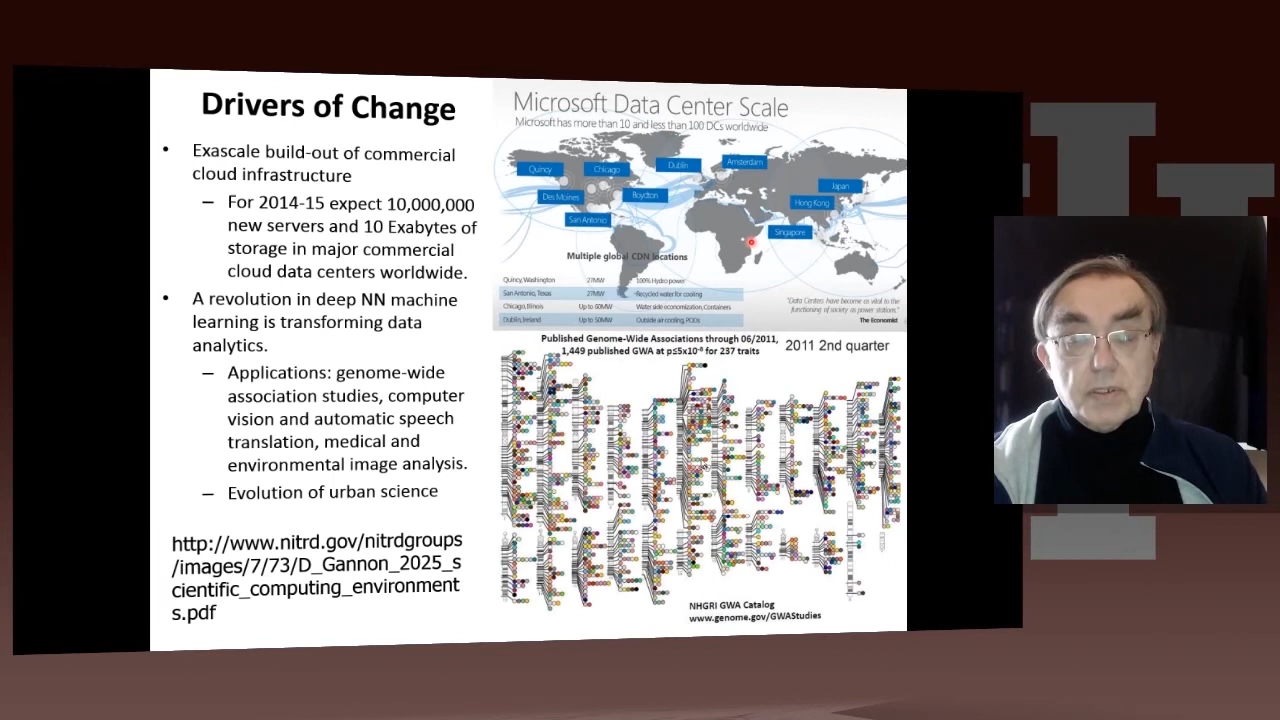 Drivers of Change
• Exascale build-out of commercial
cloud infrastructure
– For 2014-15 expect 10,000,000
new servers and 10 Exabytes of
storage in major commercial
cloud data centers worldwide.
• A revolution in deep NN machine
learning is transforming data
analytics.
– Applications: genome-wide
association studies, computer
vision and automatic speech
translation, medical and
environmental image analysis.
– Evolution of urban science
http://www.nitrd.gov/nitrdgroups
/images/7/73/D_Gannon_2025_s
cientific_computing_environment
s.pdf
Microsoft Data Center Scale
Microsoft has more than 10 and less than 100 DCs worldwide
Quincy
Chicago
Dublin
Amsterdam
Des Moines
Boydton
Japan
Hong Kong
San Antonio
Singapore
Multiple global CDN locations
Quincy, Washington 27MW 100% Hydro power
San Antonio, Texas 27MW Recycled water for cooling
Chicago, Illinois Up to 60MW Water side economization, Containers
Dublin, Ireland Up to 50MW Outside air cooling, PODs
"Data Centers have become as vital to the
functioning of society as power stations."
The Economist
Published Genome-Wide Associations through 06/2011,
1,449 published GWA at p≤5x10⁻⁸ for 237 traits
2011 2nd quarter
NHGRI GWA Catalog
www.genome.gov/GWAStudies